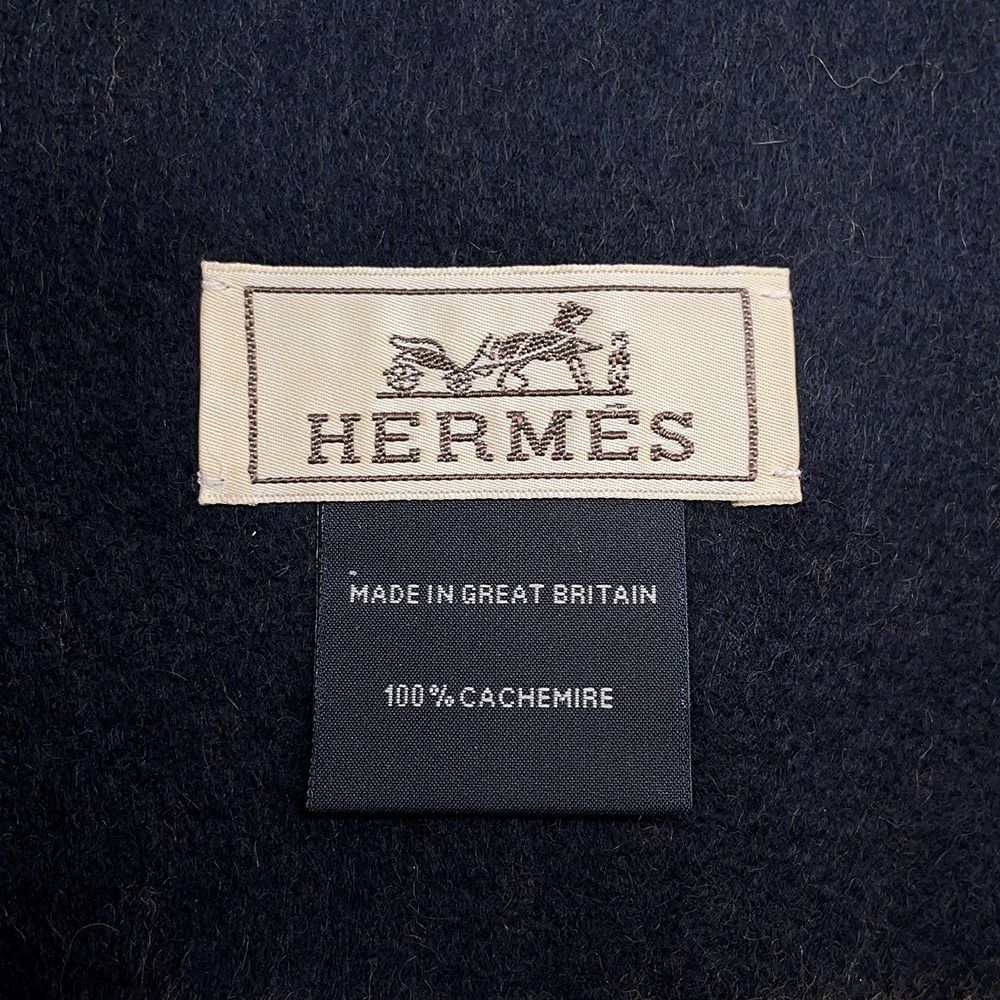 HERMÈS
MADE IN GREAT BRITAIN
100% CACHEMIRE